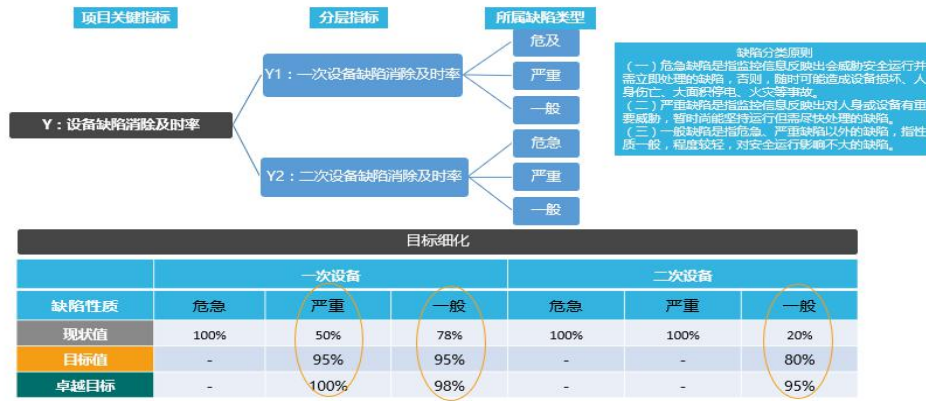 项目关键指标
分层指标
所属缺陷类型
Y：设备缺陷消除及时率
Y1：一次设备缺陷消除及时率
危及
严重
一般
Y2：二次设备缺陷消除及时率
危急
严重
一般
缺陷分类原则
（一）危急缺陷是指监控信息反映出会威胁安全运行并
需立即处理的缺陷，否则，随时可能造成设备损坏、人
身伤亡、大面积停电、火灾等事故。
（二）严重缺陷是指监控信息反映出对人身或设备有重
要威胁，暂时尚能坚持运行但需尽快处理的缺陷。
（三）一般缺陷是指危急、严重缺陷以外的缺陷，指性
质一般，程度较轻，对安全运行影响不大的缺陷。
目标细化
一次设备 二次设备
缺陷性质 危急 严重 一般 危急 严重 一般
现状值 100% 50% 78% 100% 100% 20%
目标值 - 95% 95% - - 80%
卓越目标 - 100% 98% - - 95%